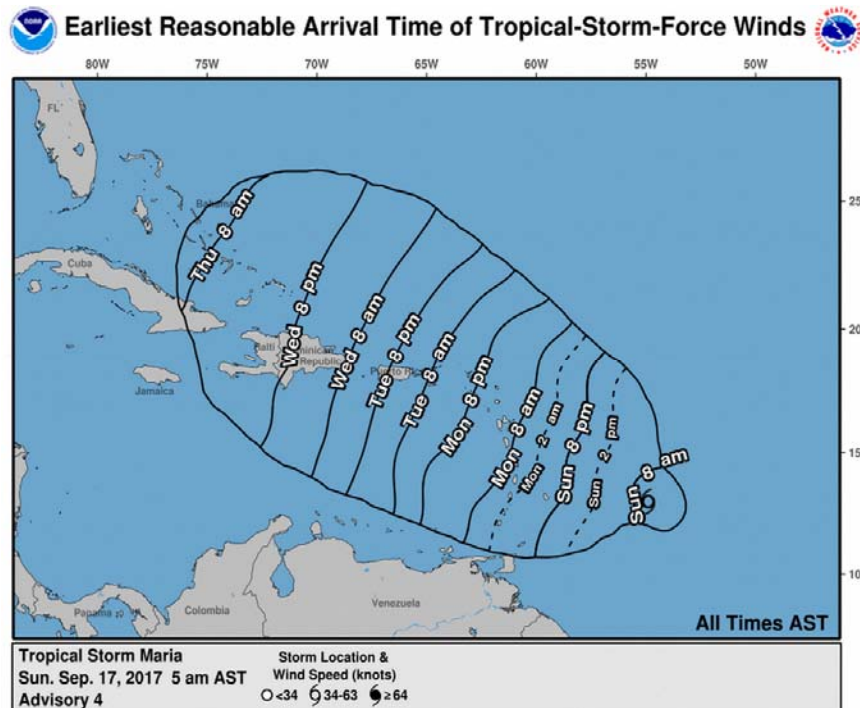 Earliest Reasonable Arrival Time of Tropical-Storm-Force Winds
NOAA
80W 75W 70W 65W 60W 55W 50W
FL
25
Bahamas
Thu 8 am
Wed 8 pm
Wed 8 am
Tue 8 pm
Tue 8 am
Mon 8 pm
Mon 8 am
Mon 2 am
Sun 8 pm
Sun 2 pm
Sun 8 am
20
Cuba
Haiti
Dominican
Republic
Puerto Rico
Jamaica
15
10
Panama
Colombia
Venezuela
All Times AST
Tropical Storm Maria
Sun. Sep. 17, 2017 5 am AST
Advisory 4
Storm Location &
Wind Speed (knots)
<34 34-63 ≥64